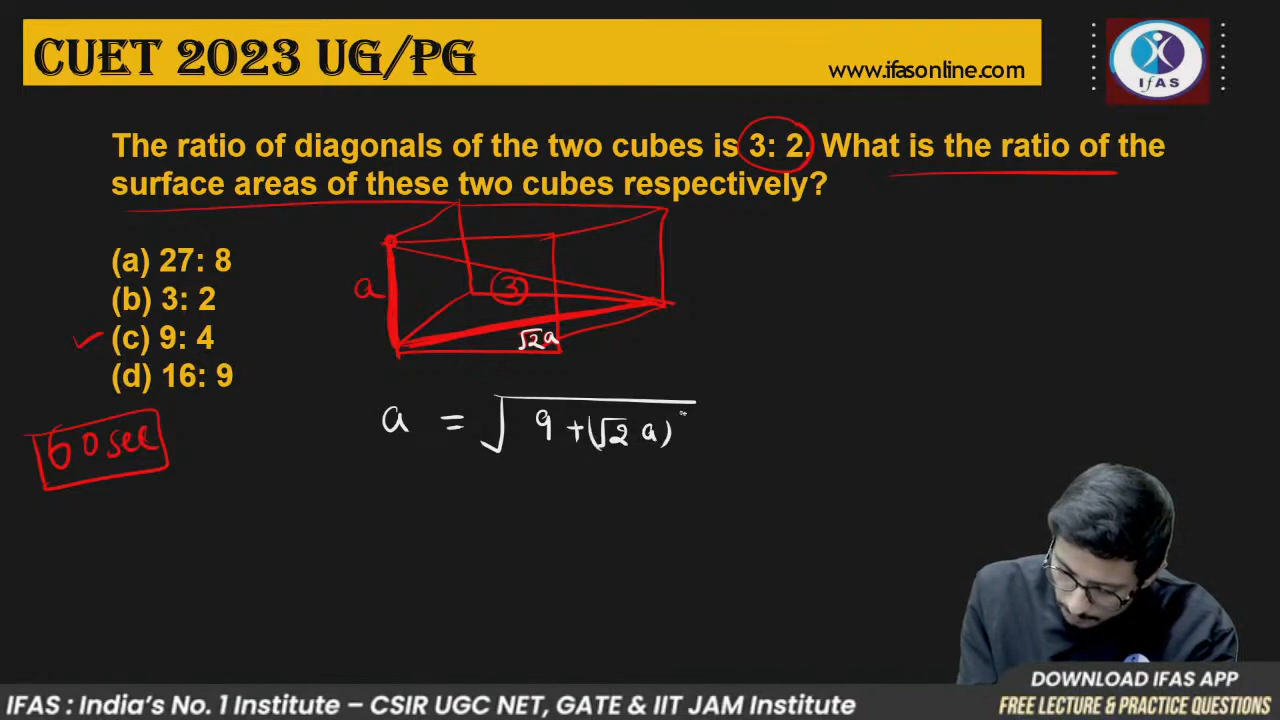 CUET 2023 UG/PG
www.ifasonline.com
IfAS
The ratio of diagonals of the two cubes is 3: 2. What is the ratio of the
surface areas of these two cubes respectively?
(a) 27: 8
(b) 3: 2
(c) 9: 4
(d) 16: 9
a
3
√2a
60 sec
a = √9 + (√2 a)²
DOWNLOAD IFAS APP
FREE LECTURE & PRACTICE QUESTIONS
IFAS : India's No. 1 Institute – CSIR UGC NET, GATE & IIT JAM Institute